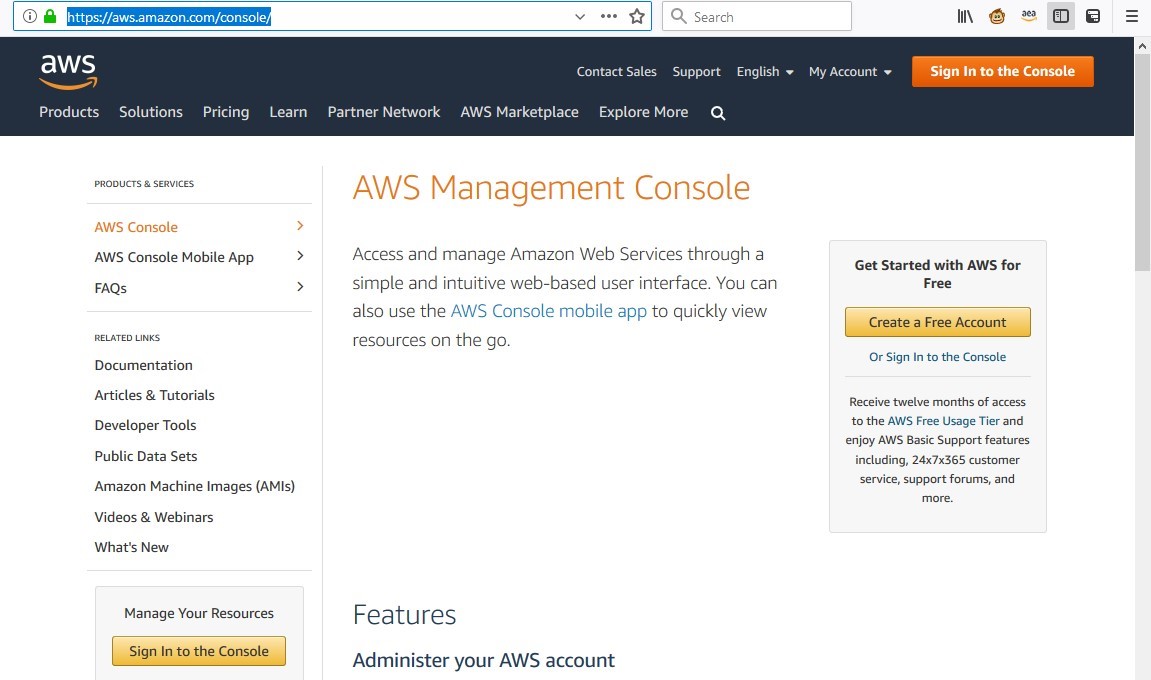 https://aws.amazon.com/console/
Search
aea
aws
Contact Sales Support English My Account Sign In to the Console
Products Solutions Pricing Learn Partner Network AWS Marketplace Explore More
PRODUCTS & SERVICES
AWS Console
AWS Console Mobile App
FAQs
RELATED LINKS
Documentation
Articles & Tutorials
Developer Tools
Public Data Sets
Amazon Machine Images (AMIs)
Videos & Webinars
What's New
Manage Your Resources
Sign In to the Console
AWS Management Console
Access and manage Amazon Web Services through a
simple and intuitive web-based user interface. You can
also use the AWS Console mobile app to quickly view
resources on the go.
Get Started with AWS for
Free
Create a Free Account
Or Sign In to the Console
Receive twelve months of access
to the AWS Free Usage Tier and
enjoy AWS Basic Support features
including, 24x7x365 customer
service, support forums, and
more.
Features
Administer your AWS account